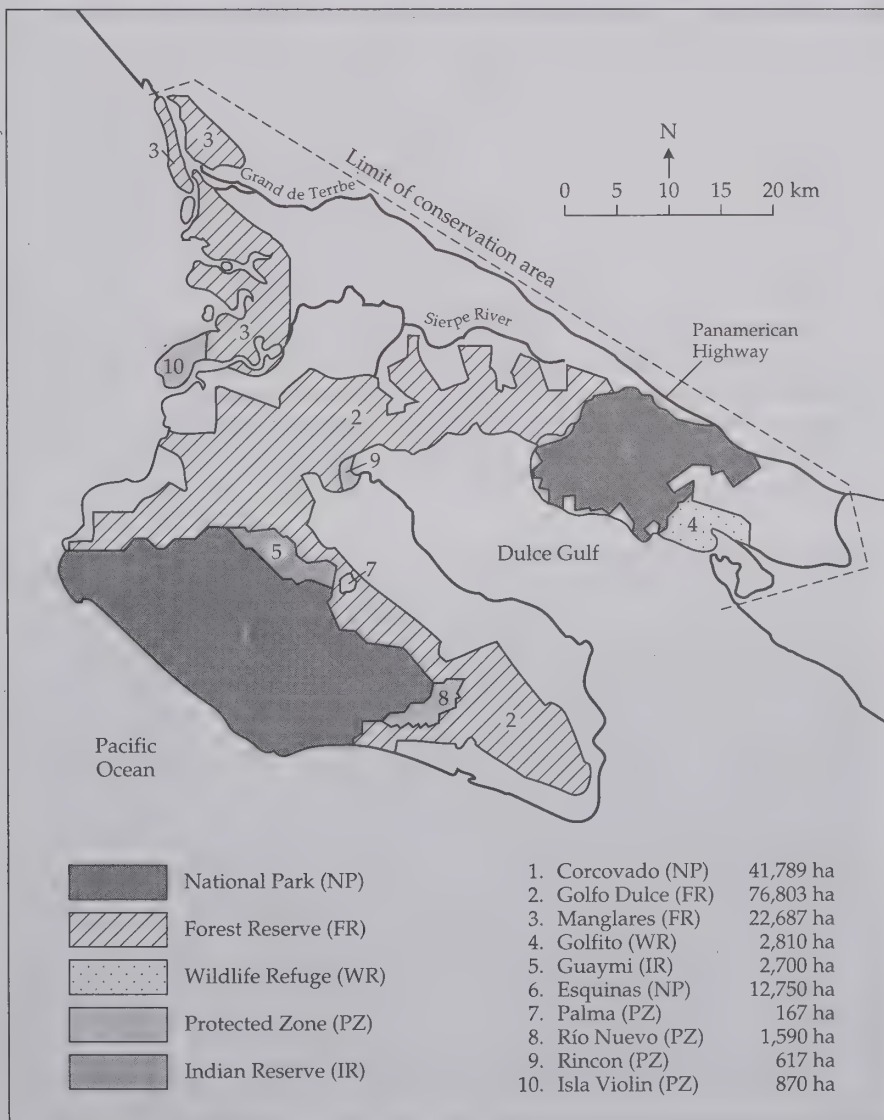 3
3
Grand de Terrbe
Limit of conservation area
N
0 5 10 20 km
Sierpe River
3
10
Panamerican
Highway
2
9
4
Dulce Gulf
5
7
1
8
2
Pacific
Ocean
National Park (NP)
Forest Reserve (FR)
Wildlife Refuge (WR)
Protected Zone (PZ)
Indian Reserve (IR)
1. Corcovado (NP) 41,789 ha
2. Golfo Dulce (FR) 76,803 ha
3. Manglares (FR) 22,687 ha
4. Golfito (WR) 2,810 ha
5. Guaymi (IR) 2,700 ha
6. Esquinas (NP) 12,750 ha
7. Palma (PZ) 167 ha
8. Río Nuevo (PZ) 1,590 ha
9. Rincon (PZ) 617 ha
10. Isla Violin (PZ) 870 ha